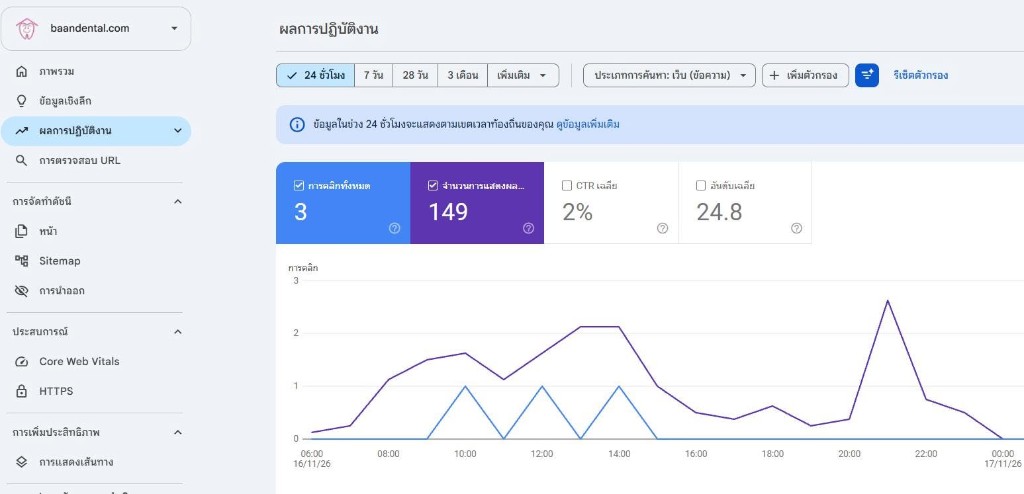 baandental.com
ภาพรวม
ข้อมูลเชิงลึก
ผลการปฏิบัติงาน
การตรวจสอบ URL
การจัดทำดัชนี
หน้า
Sitemap
การนำออก
ประสบการณ์
Core Web Vitals
HTTPS
การเพิ่มประสิทธิภาพ
การแสดงเส้นทาง
ผลการปฏิบัติงาน
24 ชั่วโมง 7 วัน 28 วัน 3 เดือน เพิ่มเติม ประเภทการค้นหา: เว็บ (ข้อความ) เพิ่มตัวกรอง รีเซ็ตตัวกรอง
ข้อมูลในช่วง 24 ชั่วโมงจะแสดงตามเขตเวลาท้องถิ่นของคุณ ดูข้อมูลเพิ่มเติม
การคลิกทั้งหมด จำนวนการแสดงผล... CTR เฉลี่ย อันดับเฉลี่ย
3 149 2% 24.8
การคลิก
3
2
1
0
06:00 08:00 10:00 12:00 14:00 16:00 18:00 20:00 22:00 00:00
16/11/26 17/11/26